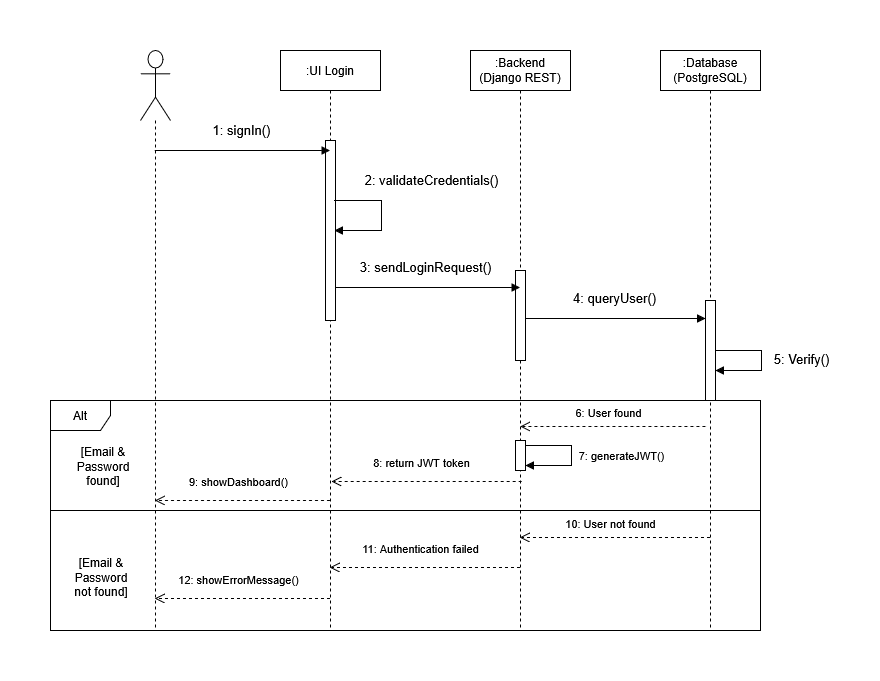 :UI Login
:Backend
(Django REST)
:Database
(PostgreSQL)
1: signIn()
2: validateCredentials()
3: sendLoginRequest()
4: queryUser()
5: Verify()
Alt
6: User found
[Email &
Password
found]
7: generateJWT()
8: return JWT token
9: showDashboard()
10: User not found
11: Authentication failed
[Email &
Password
not found]
12: showErrorMessage()